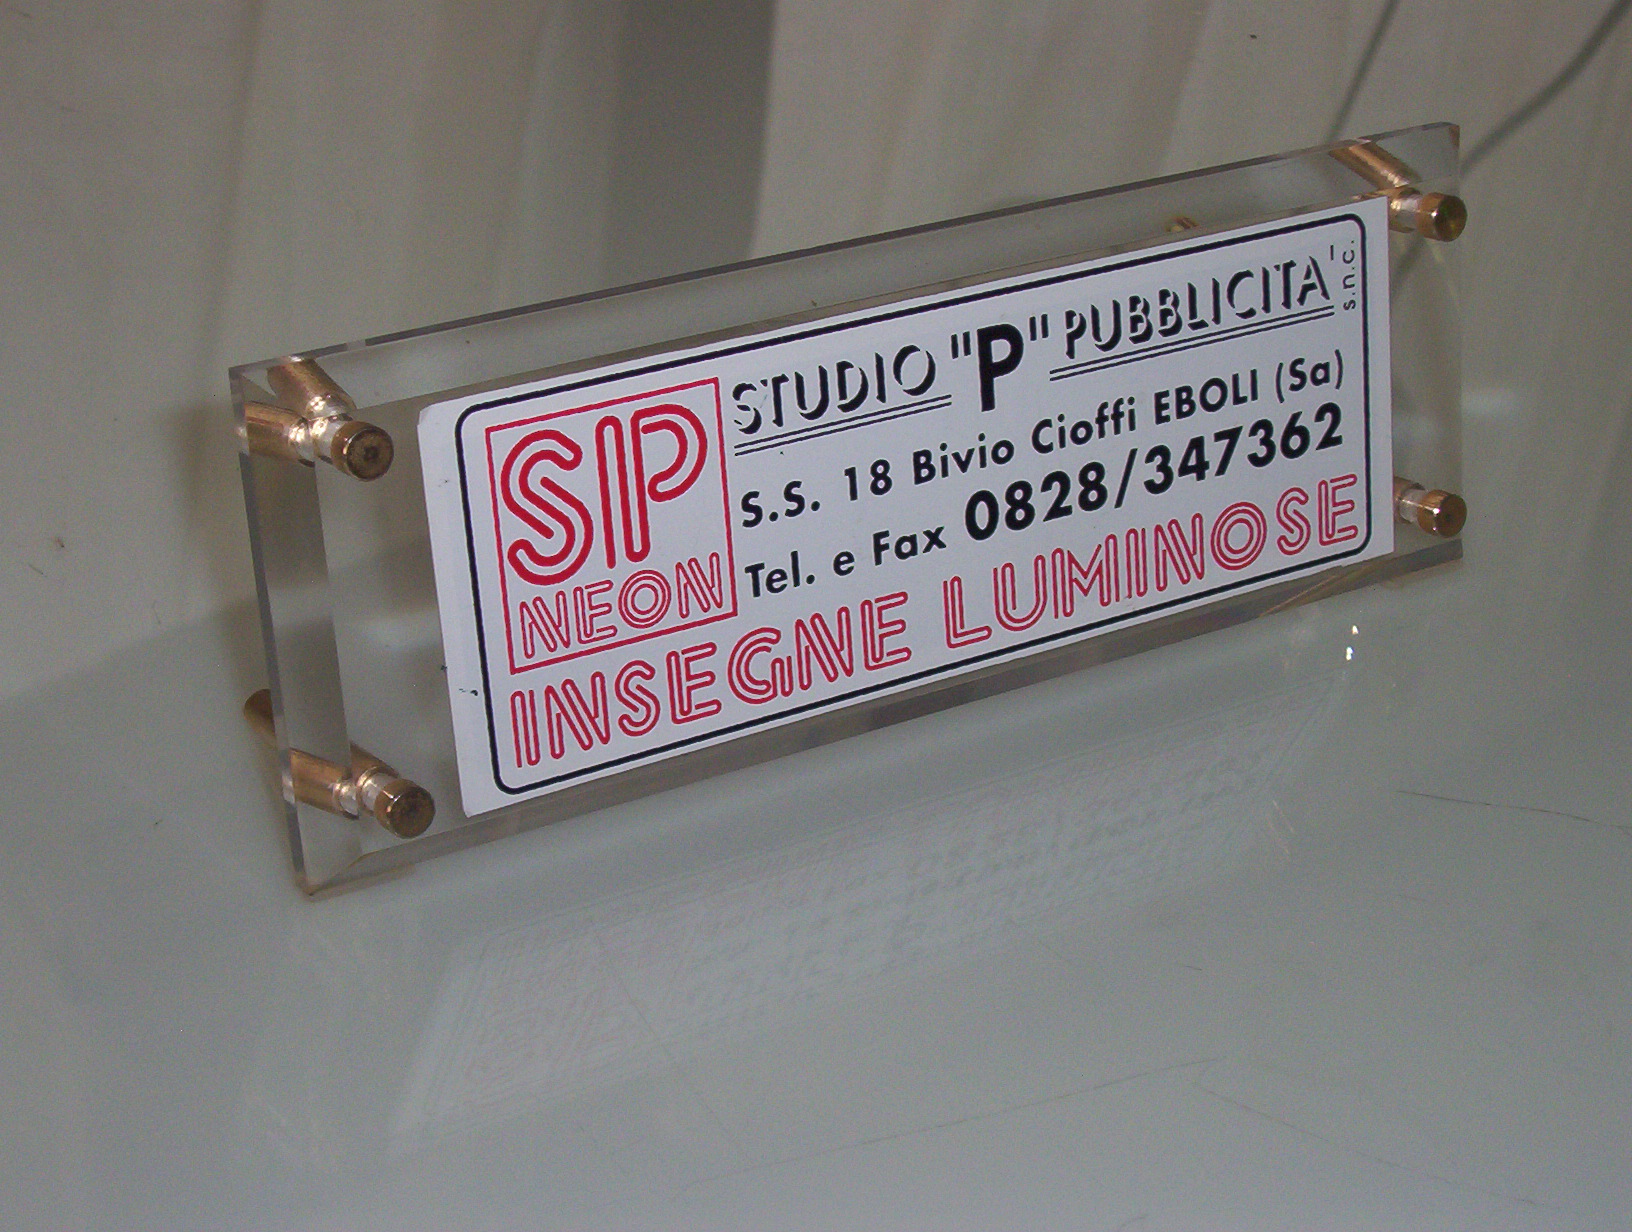 SP
NEON
STUDIO "P" PUBBLICITA' s.n.c.
S.S. 18 Bivio Cioffi EBOLI (Sa)
Tel. e Fax 0828/347362
INSEGNE LUMINOSE